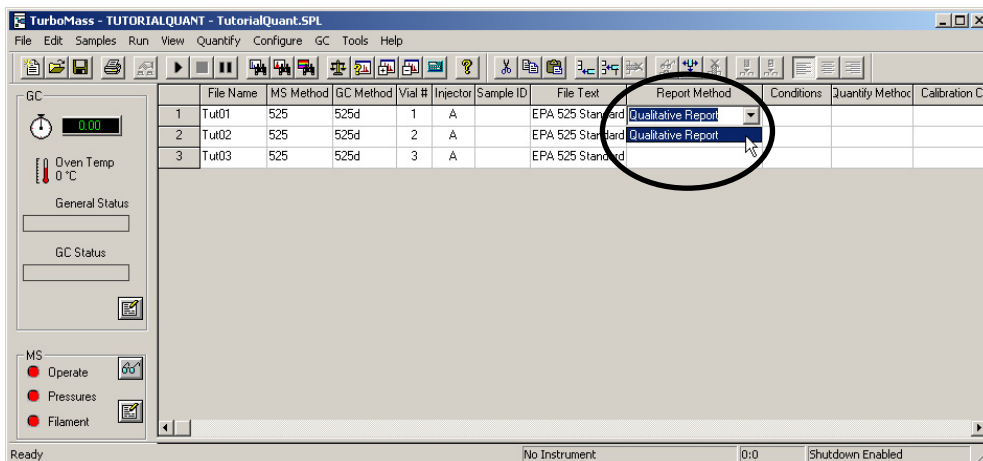 TurboMass - TUTORIALQUANT - TutorialQuant.SPL
File Edit Samples Run View Quantify Configure GC Tools Help
GC
0.00
Oven Temp
0 °C
General Status
GC Status
MS
Operate
Pressures
Filament
File Name MS Method GC Method Vial # Injector Sample ID File Text Report Method Conditions Quantify Method Calibration C
1 Tut01 525 525d 1 A EPA 525 Standard Qualitative Report
2 Tut02 525 525d 2 A EPA 525 Standard Qualitative Report
3 Tut03 525 525d 3 A EPA 525 Standard
Ready No Instrument 0:0 Shutdown Enabled